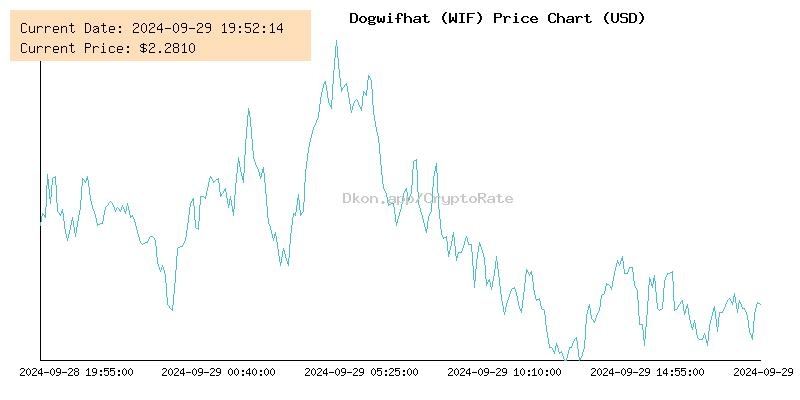 Dogwifhat (WIF) Price Chart (USD)
Current Date: 2024-09-29 19:52:14
Current Price: $2.2810
Dkon.app/CryptoRate
2024-09-28 19:55:00
2024-09-29 00:40:00
2024-09-29 05:25:00
2024-09-29 10:10:00
2024-09-29 14:55:00
2024-09-29